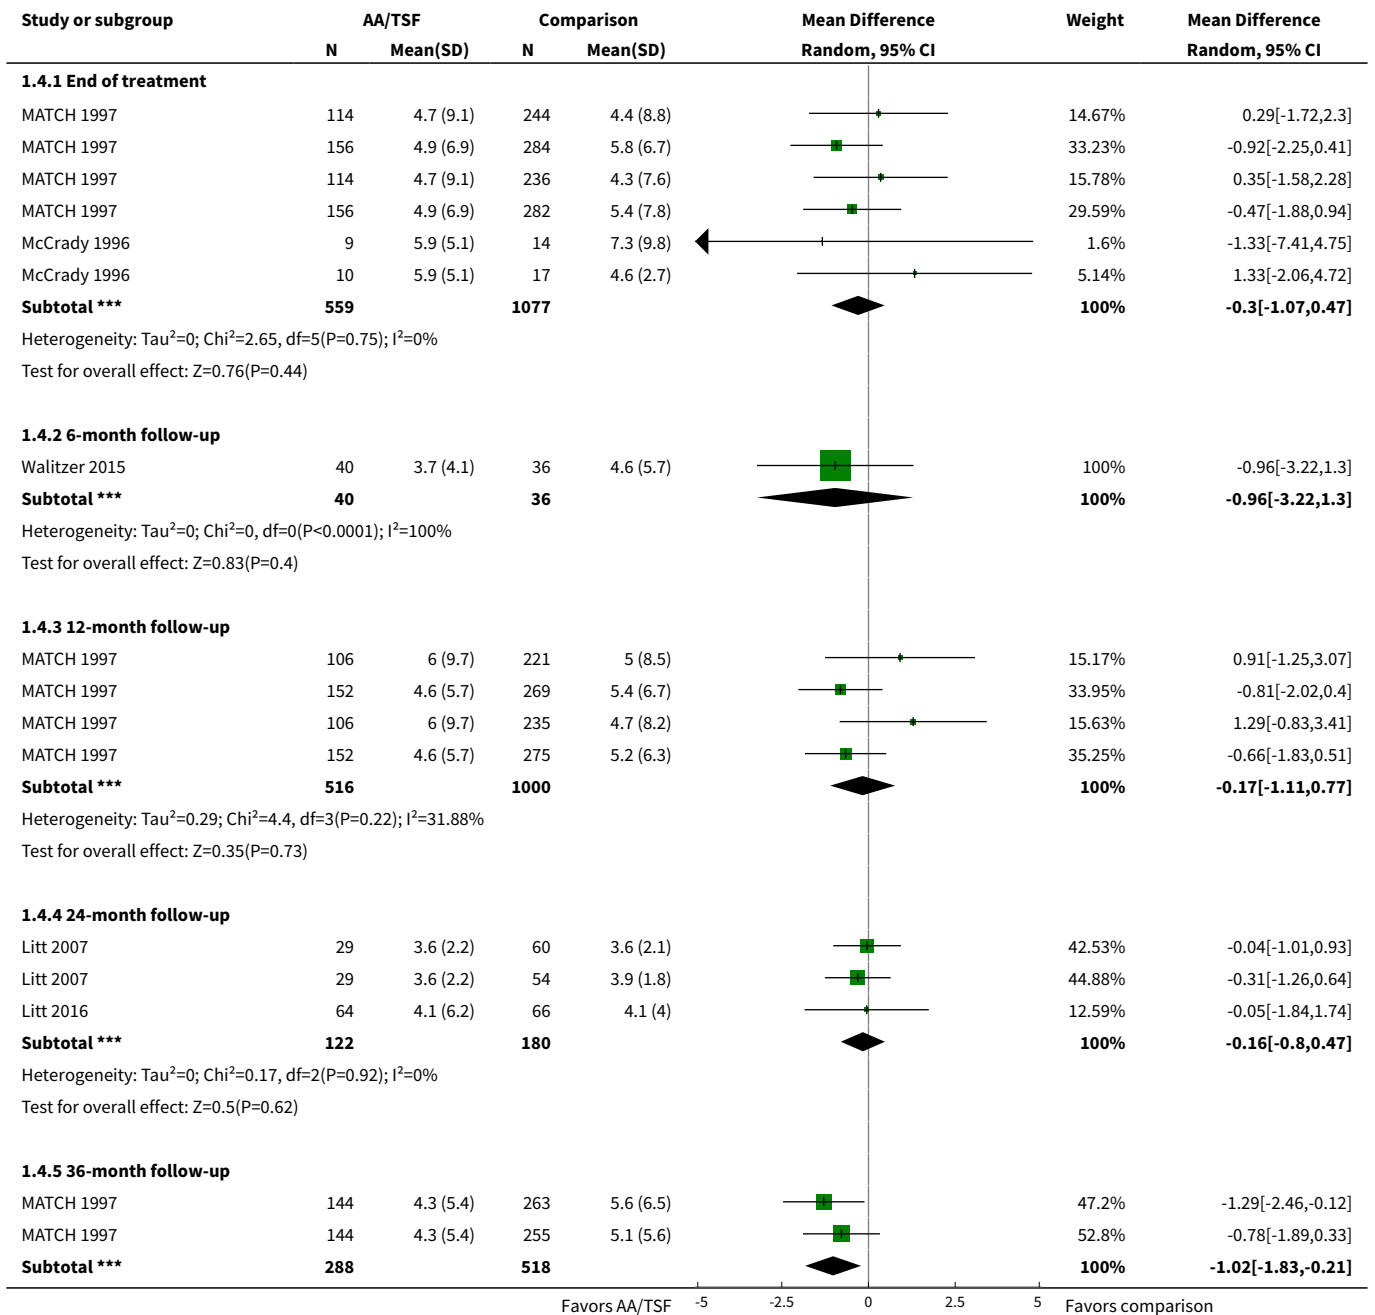 Study or subgroup AA/TSF Comparison Mean Difference Weight Mean Difference
N Mean(SD) N Mean(SD) Random, 95% CI Random, 95% CI
1.4.1 End of treatment
MATCH 1997 114 4.7 (9.1) 244 4.4 (8.8) 14.67% 0.29[-1.72,2.3]
MATCH 1997 156 4.9 (6.9) 284 5.8 (6.7) 33.23% -0.92[-2.25,0.41]
MATCH 1997 114 4.7 (9.1) 236 4.3 (7.6) 15.78% 0.35[-1.58,2.28]
MATCH 1997 156 4.9 (6.9) 282 5.4 (7.8) 29.59% -0.47[-1.88,0.94]
McCrady 1996 9 5.9 (5.1) 14 7.3 (9.8) 1.6% -1.33[-7.41,4.75]
McCrady 1996 10 5.9 (5.1) 17 4.6 (2.7) 5.14% 1.33[-2.06,4.72]
Subtotal *** 559 1077 100% -0.3[-1.07,0.47]
Heterogeneity: Tau²=0; Chi²=2.65, df=5(P=0.75); I²=0%
Test for overall effect: Z=0.76(P=0.44)
1.4.2 6-month follow-up
Walitzer 2015 40 3.7 (4.1) 36 4.6 (5.7) 100% -0.96[-3.22,1.3]
Subtotal *** 40 36 100% -0.96[-3.22,1.3]
Heterogeneity: Tau²=0; Chi²=0, df=0(P<0.0001); I²=100%
Test for overall effect: Z=0.83(P=0.4)
1.4.3 12-month follow-up
MATCH 1997 106 6 (9.7) 221 5 (8.5) 15.17% 0.91[-1.25,3.07]
MATCH 1997 152 4.6 (5.7) 269 5.4 (6.7) 33.95% -0.81[-2.02,0.4]
MATCH 1997 106 6 (9.7) 235 4.7 (8.2) 15.63% 1.29[-0.83,3.41]
MATCH 1997 152 4.6 (5.7) 275 5.2 (6.3) 35.25% -0.66[-1.83,0.51]
Subtotal *** 516 1000 100% -0.17[-1.11,0.77]
Heterogeneity: Tau²=0.29; Chi²=4.4, df=3(P=0.22); I²=31.88%
Test for overall effect: Z=0.35(P=0.73)
1.4.4 24-month follow-up
Litt 2007 29 3.6 (2.2) 60 3.6 (2.1) 42.53% -0.04[-1.01,0.93]
Litt 2007 29 3.6 (2.2) 54 3.9 (1.8) 44.88% -0.31[-1.26,0.64]
Litt 2016 64 4.1 (6.2) 66 4.1 (4) 12.59% -0.05[-1.84,1.74]
Subtotal *** 122 180 100% -0.16[-0.8,0.47]
Heterogeneity: Tau²=0; Chi²=0.17, df=2(P=0.92); I²=0%
Test for overall effect: Z=0.5(P=0.62)
1.4.5 36-month follow-up
MATCH 1997 144 4.3 (5.4) 263 5.6 (6.5) 47.2% -1.29[-2.46,-0.12]
MATCH 1997 144 4.3 (5.4) 255 5.1 (5.6) 52.8% -0.78[-1.89,0.33]
Subtotal *** 288 518 100% -1.02[-1.83,-0.21]
Favors AA/TSF -5 -2.5 0 2.5 5 Favors comparison